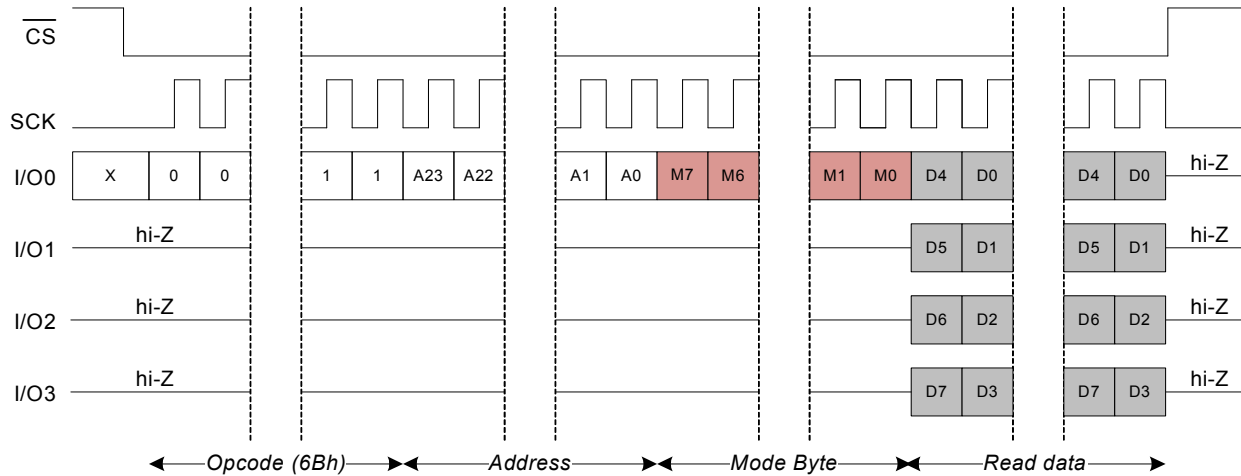 CS
SCK
I/O0 X 0 0 1 1 A23 A22 A1 A0 M7 M6 M1 M0 D4 D0 D4 D0 hi-Z
I/O1 hi-Z D5 D1 D5 D1 hi-Z
I/O2 hi-Z D6 D2 D6 D2 hi-Z
I/O3 hi-Z D7 D3 D7 D3 hi-Z
Opcode (6Bh) Address Mode Byte Read data